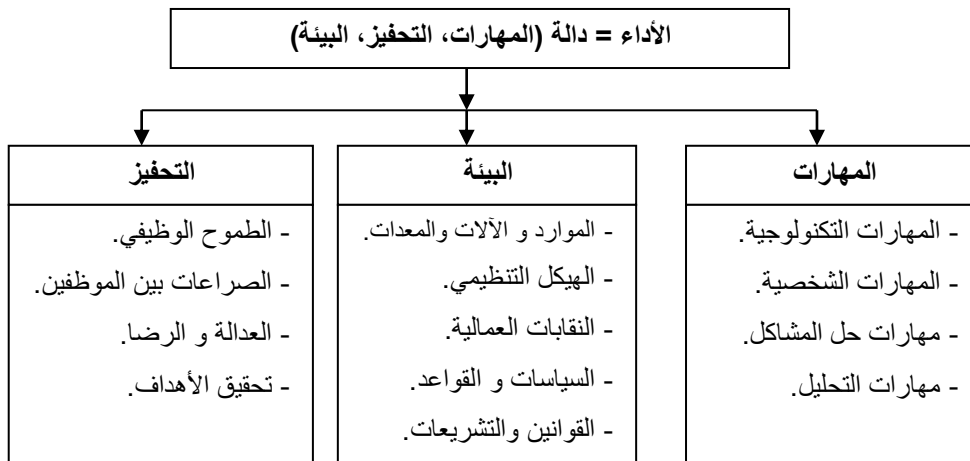 الأداء = دالة (المهارات، التحفيز، البيئة)
المهارات
- المهارات التكنولوجية.
- المهارات الشخصية.
- مهارات حل المشاكل.
- مهارات التحليل.
البيئة
- الموارد و الآلات والمعدات.
- الهيكل التنظيمي.
- النقابات العمالية.
- السياسات و القواعد.
- القوانين والتشريعات.
التحفيز
- الطموح الوظيفي.
- الصراعات بين الموظفين.
- العدالة و الرضا.
- تحقيق الأهداف.